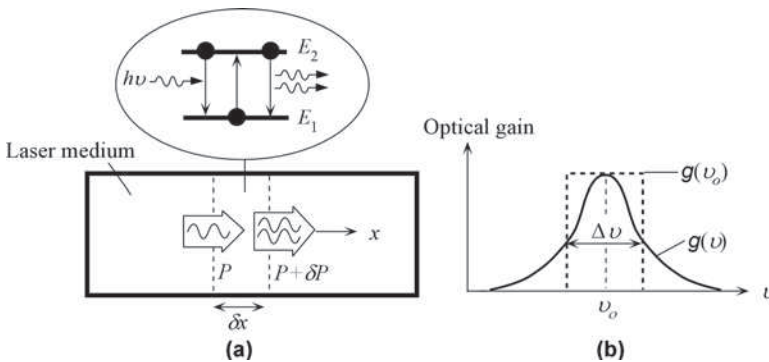 E2
hυ
E1
Laser medium
P
P + δP
x
δx
(a)
Optical gain
g(υo)
Δυ
g(υ)
υo
υ
(b)